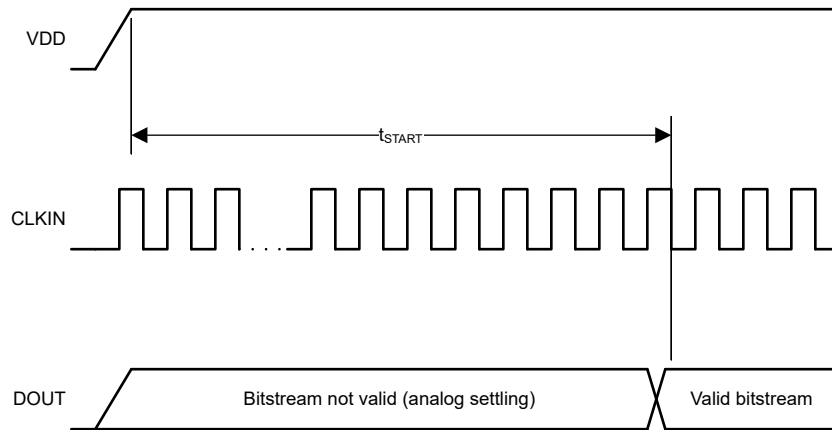 VDD
tSTART
CLKIN
. . . .
DOUT
Bitstream not valid (analog settling)
Valid bitstream